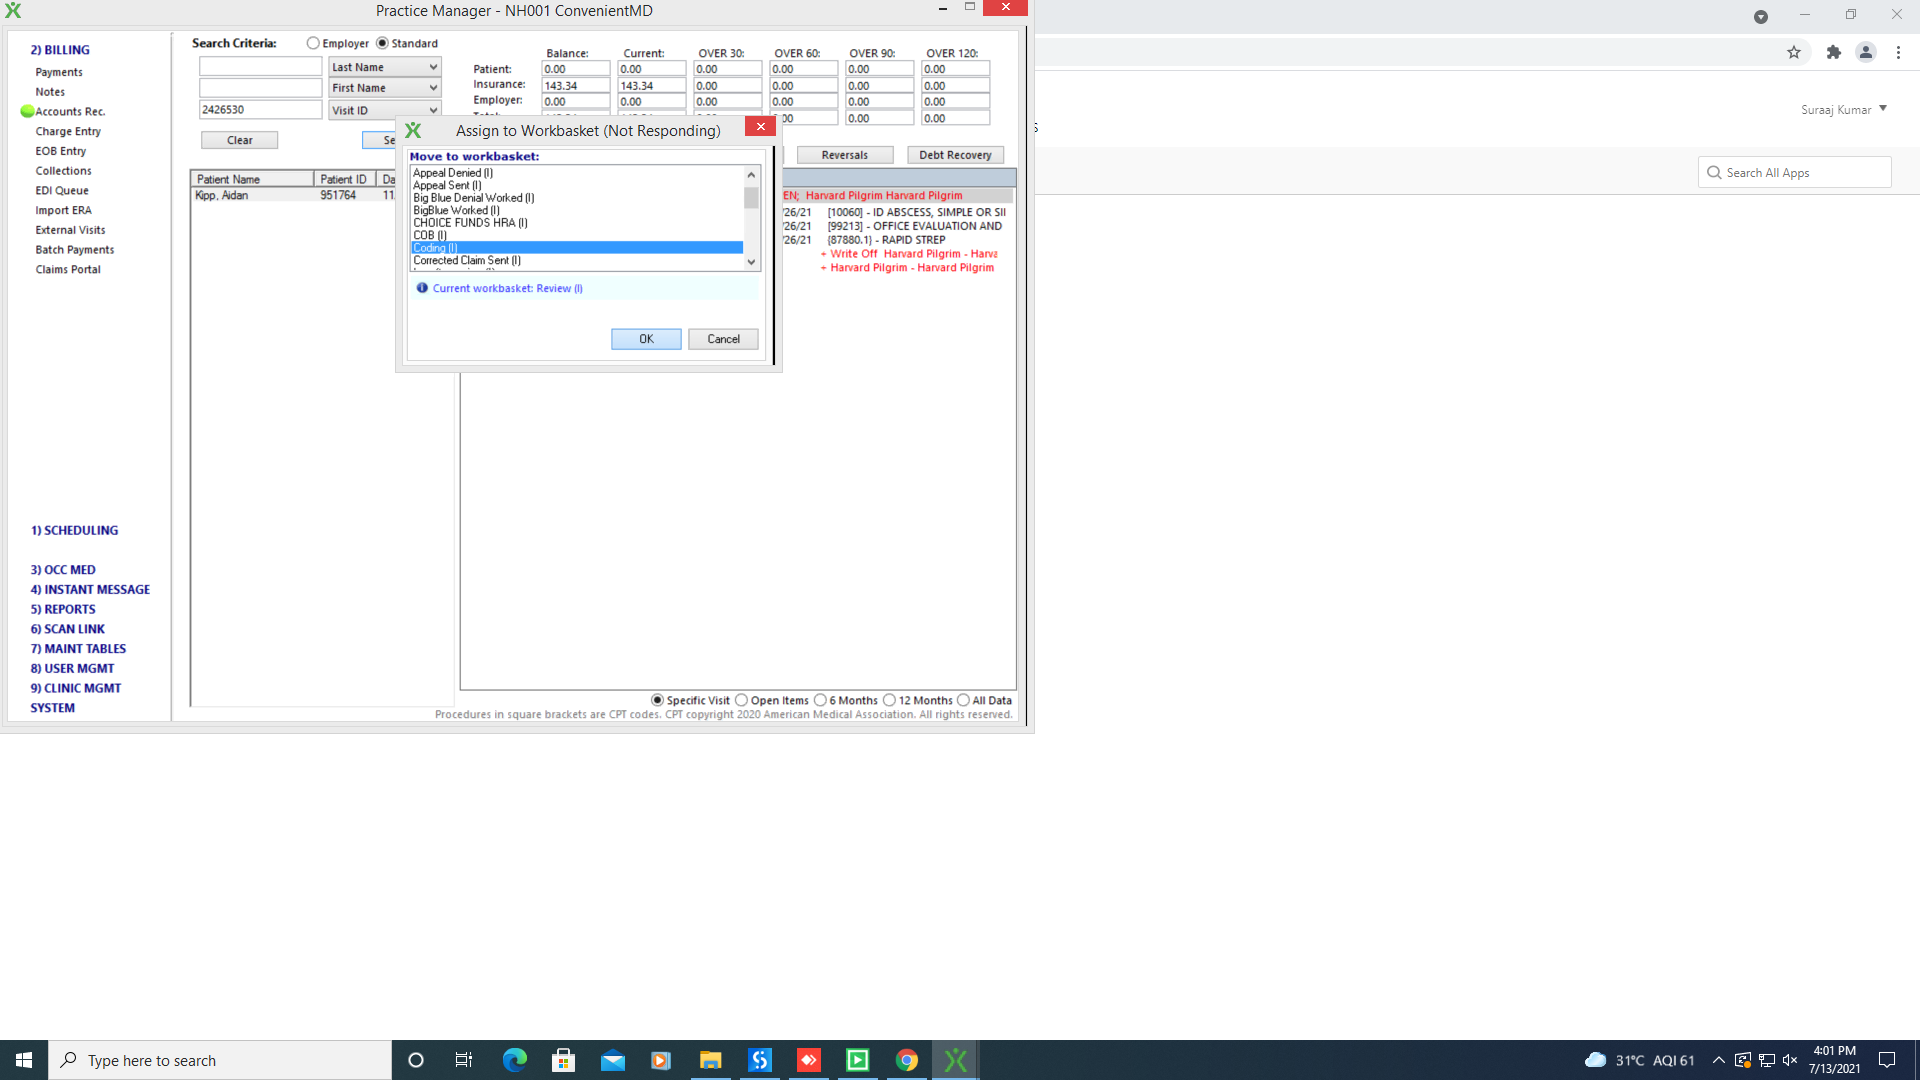 Practice Manager - NH001 ConvenientMD
2) BILLING
Payments
Notes
Accounts Rec.
Charge Entry
EOB Entry
Collections
EDI Queue
Import ERA
External Visits
Batch Payments
Claims Portal
1) SCHEDULING
3) OCC MED
4) INSTANT MESSAGE
5) REPORTS
6) SCAN LINK
7) MAINT TABLES
8) USER MGMT
9) CLINIC MGMT
SYSTEM
Search Criteria: Employer Standard
Last Name
First Name
2426530 Visit ID
Clear Se
Patient Name Patient ID Da
Kipp, Aidan 951764 11
Balance: Current: OVER 30: OVER 60: OVER 90: OVER 120:
Patient: 0.00 0.00 0.00 0.00 0.00 0.00
Insurance: 143.34 143.34 0.00 0.00 0.00 0.00
Employer: 0.00 0.00 0.00 0.00 0.00 0.00
00 0.00 0.00
Reversals Debt Recovery
EN; Harvard Pilgrim Harvard Pilgrim
/26/21 [10060] - ID ABSCESS, SIMPLE OR SII
/26/21 [99213] - OFFICE EVALUATION AND
/26/21 {87880.1} - RAPID STREP
+ Write Off Harvard Pilgrim - Harva
+ Harvard Pilgrim - Harvard Pilgrim
Assign to Workbasket (Not Responding)
Move to workbasket:
Appeal Denied (I)
Appeal Sent (I)
Big Blue Denial Worked (I)
BigBlue Worked (I)
CHOICE FUNDS HRA (I)
COB (I)
Coding (I)
Corrected Claim Sent (I)
Current workbasket: Review (I)
OK Cancel
Specific Visit Open Items 6 Months 12 Months All Data
Procedures in square brackets are CPT codes. CPT copyright 2020 American Medical Association. All rights reserved.
Suraaj Kumar
s
Search All Apps
Type here to search
31°C AQI 61
4:01 PM
7/13/2021